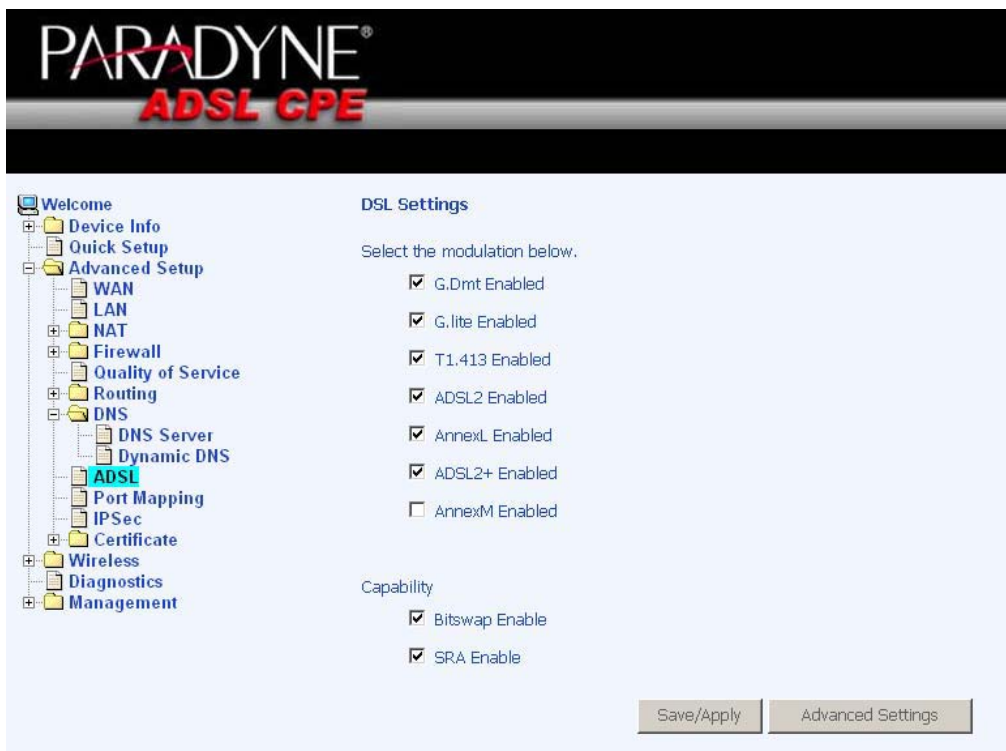 PARADYNE®
ADSL CPE
Welcome
Device Info
Quick Setup
Advanced Setup
WAN
LAN
NAT
Firewall
Quality of Service
Routing
DNS
DNS Server
Dynamic DNS
ADSL
Port Mapping
IPSec
Certificate
Wireless
Diagnostics
Management
DSL Settings
Select the modulation below.
G.Dmt Enabled
G.lite Enabled
T1.413 Enabled
ADSL2 Enabled
AnnexL Enabled
ADSL2+ Enabled
AnnexM Enabled
Capability
Bitswap Enable
SRA Enable
Save/Apply
Advanced Settings